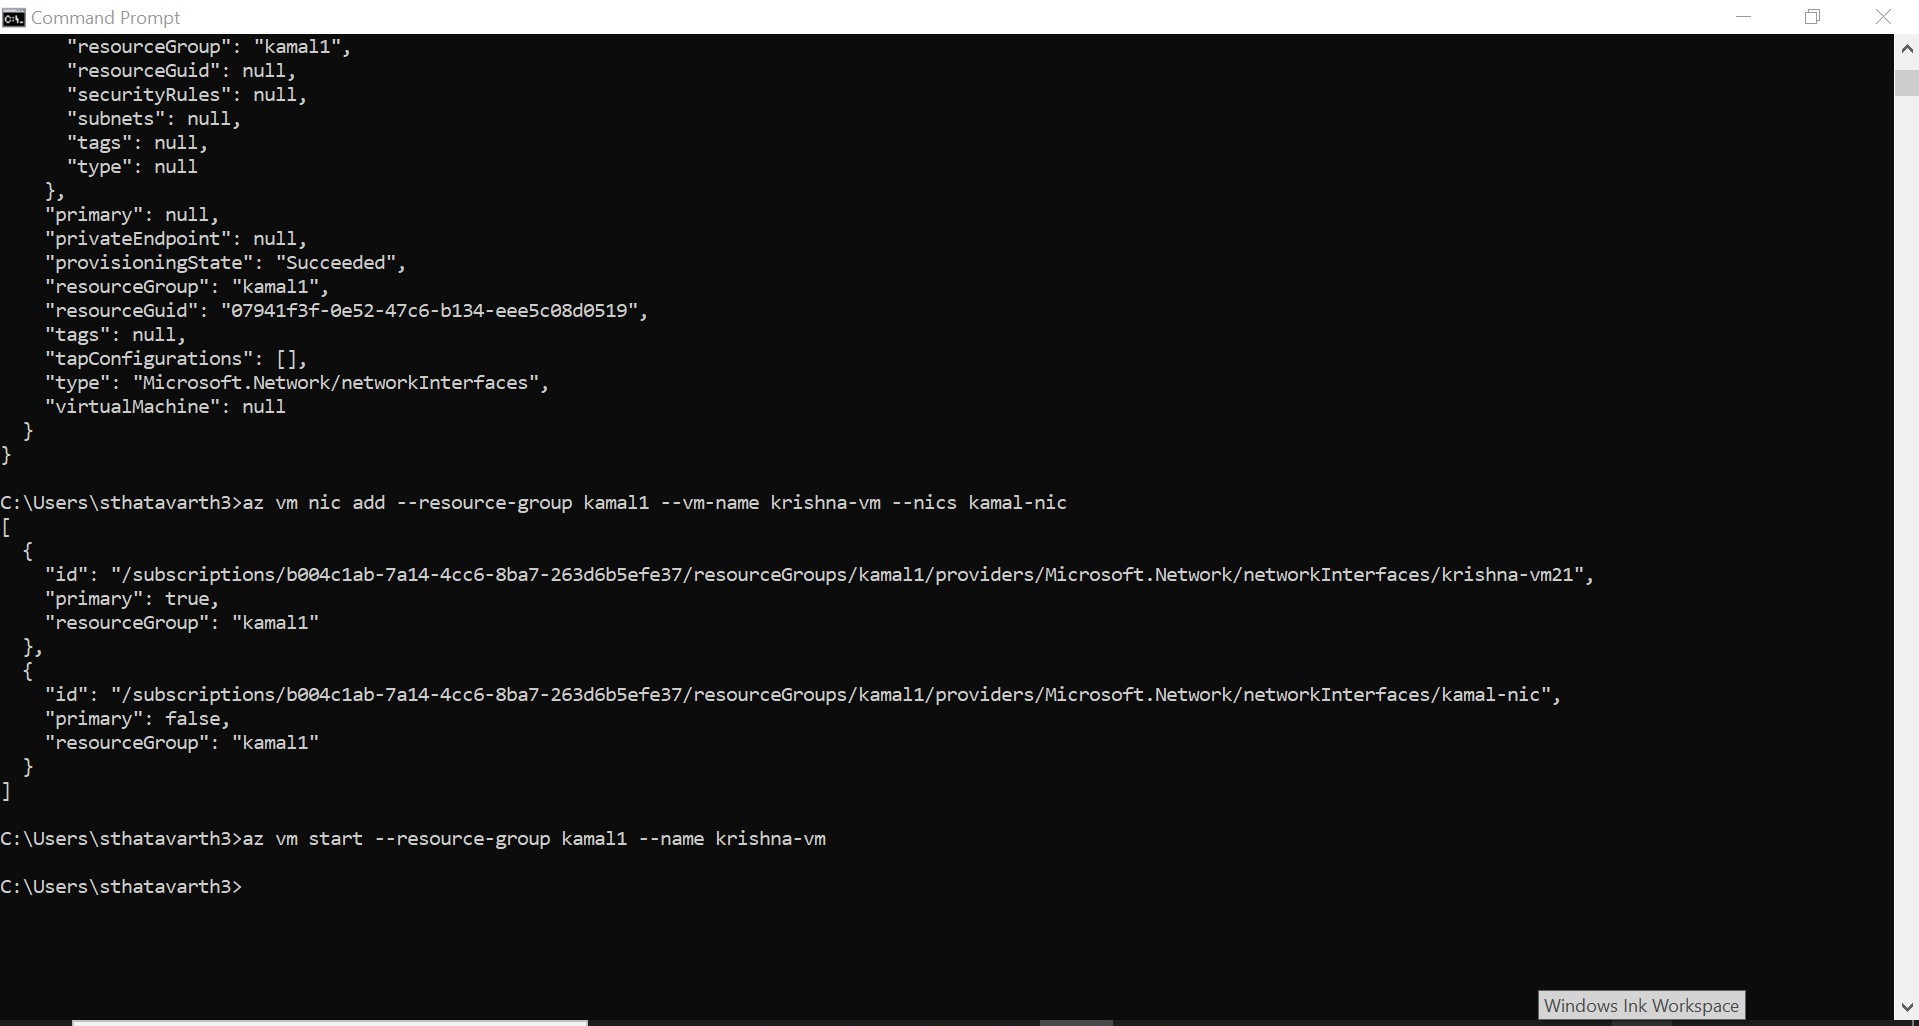 Command Prompt
"resourceGroup": "kamal1",
"resourceGuid": null,
"securityRules": null,
"subnets": null,
"tags": null,
"type": null
},
"primary": null,
"privateEndpoint": null,
"provisioningState": "Succeeded",
"resourceGroup": "kamal1",
"resourceGuid": "07941f3f-0e52-47c6-b134-eee5c08d0519",
"tags": null,
"tapConfigurations": [],
"type": "Microsoft.Network/networkInterfaces",
"virtualMachine": null
}
}
C:\Users\sthatavarth3>az vm nic add --resource-group kamal1 --vm-name krishna-vm --nics kamal-nic
[
{
"id": "/subscriptions/b004c1ab-7a14-4cc6-8ba7-263d6b5efe37/resourceGroups/kamal1/providers/Microsoft.Network/networkInterfaces/krishna-vm21",
"primary": true,
"resourceGroup": "kamal1"
},
{
"id": "/subscriptions/b004c1ab-7a14-4cc6-8ba7-263d6b5efe37/resourceGroups/kamal1/providers/Microsoft.Network/networkInterfaces/kamal-nic",
"primary": false,
"resourceGroup": "kamal1"
}
]
C:\Users\sthatavarth3>az vm start --resource-group kamal1 --name krishna-vm
C:\Users\sthatavarth3>
Windows Ink Workspace